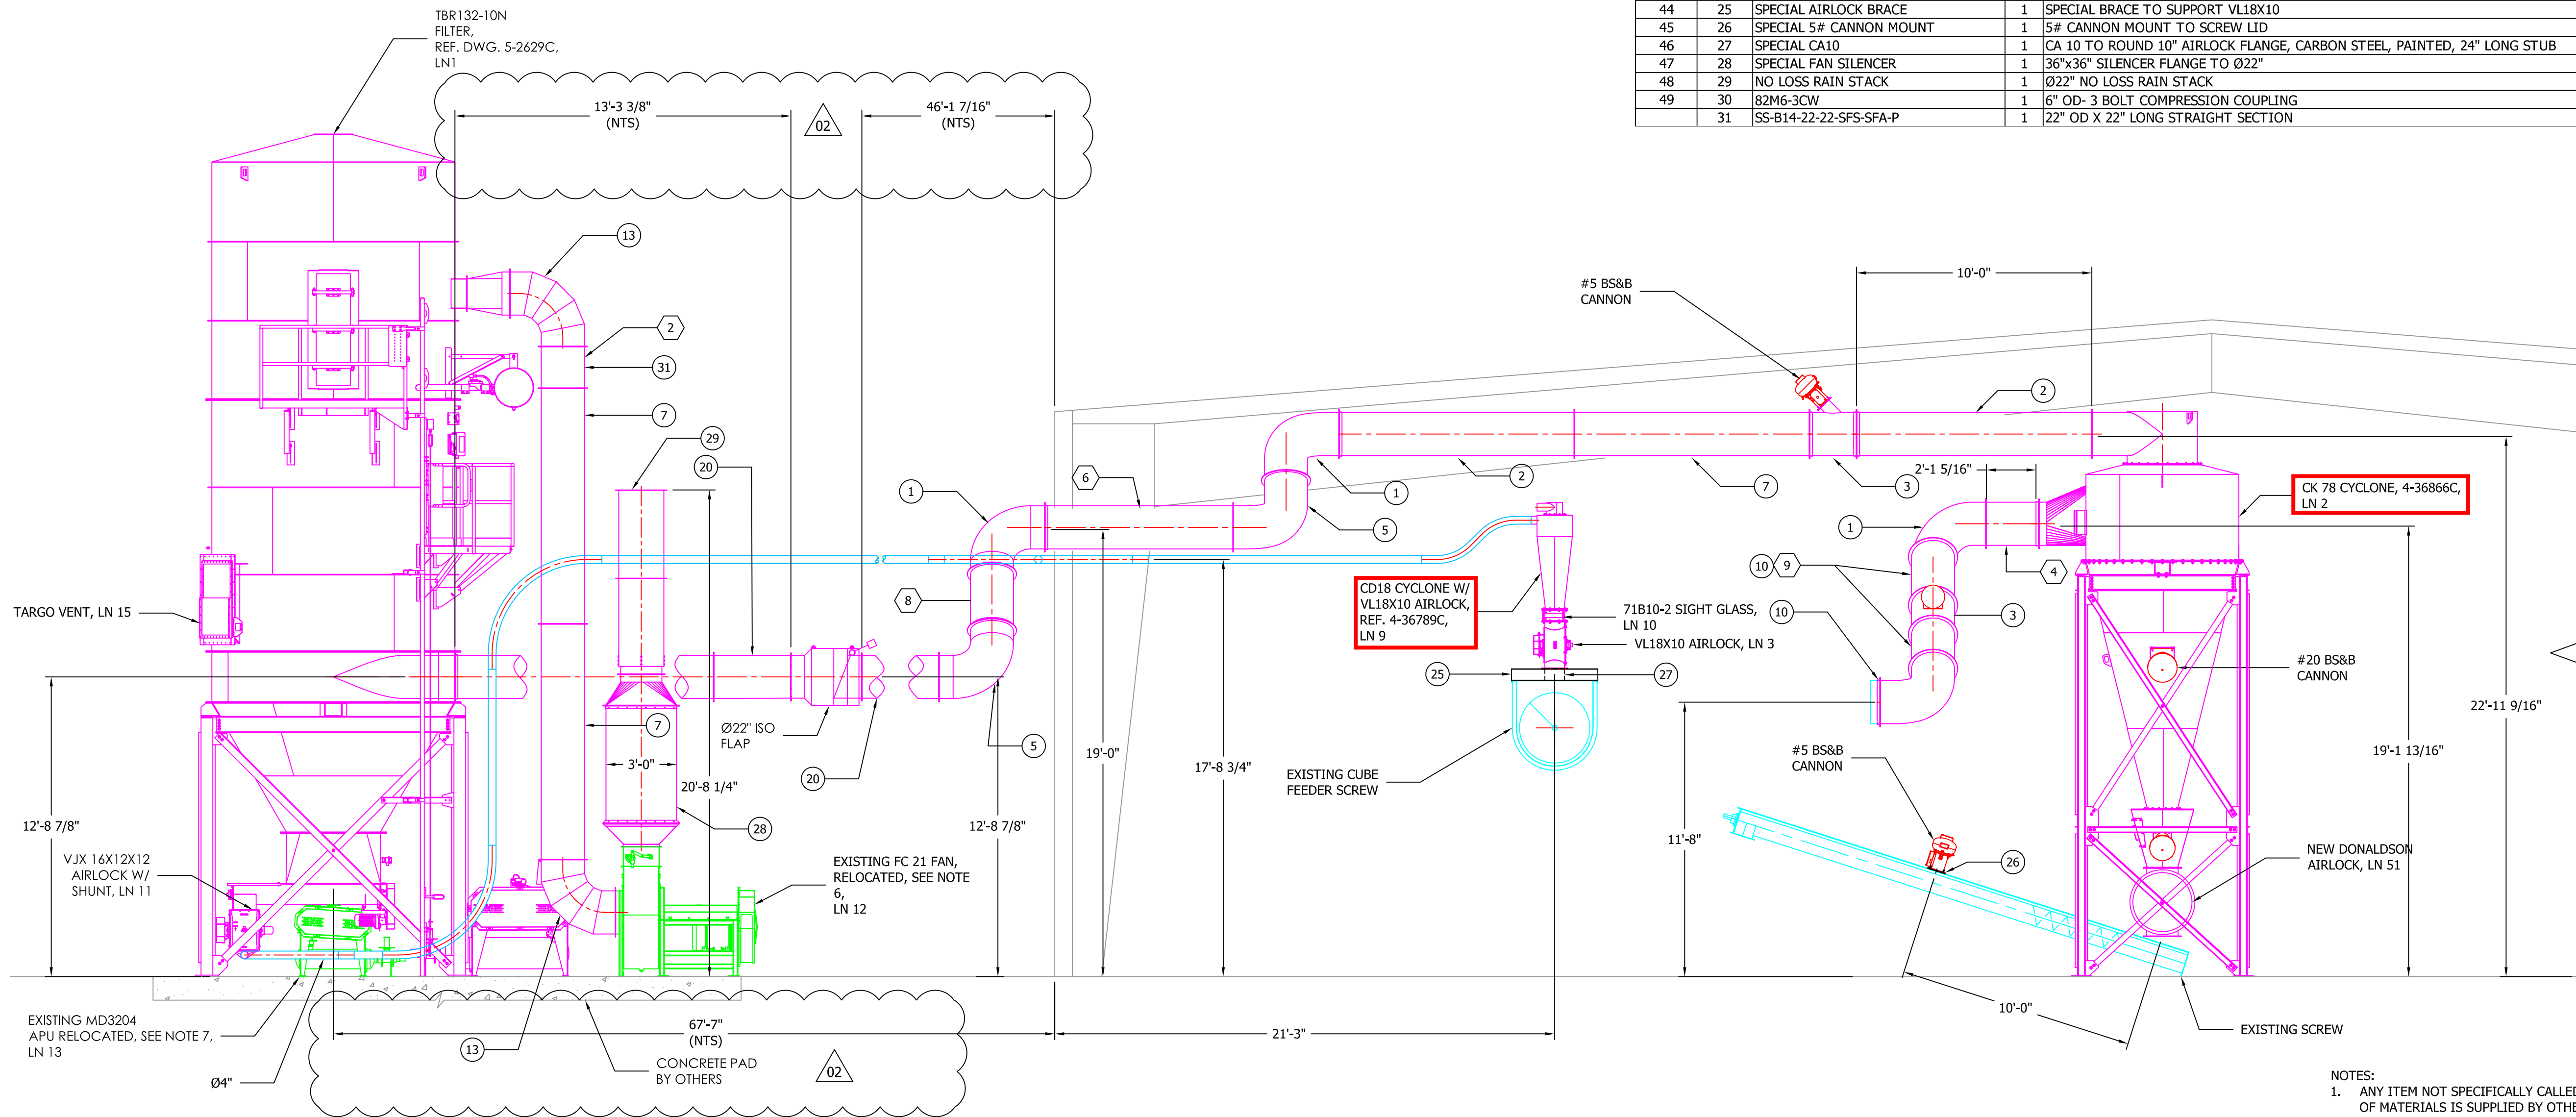 44 25 SPECIAL AIRLOCK BRACE 1 SPECIAL BRACE TO SUPPORT VL18X10
45 26 SPECIAL 5# CANNON MOUNT 1 5# CANNON MOUNT TO SCREW LID
46 27 SPECIAL CA10 1 CA 10 TO ROUND 10" AIRLOCK FLANGE, CARBON STEEL, PAINTED, 24" LONG STUB
47 28 SPECIAL FAN SILENCER 1 36"x36" SILENCER FLANGE TO Ø22"
48 29 NO LOSS RAIN STACK 1 Ø22" NO LOSS RAIN STACK
49 30 82M6-3CW 1 6" OD- 3 BOLT COMPRESSION COUPLING
31 SS-B14-22-22-SFS-SFA-P 1 22" OD X 22" LONG STRAIGHT SECTION
TBR132-10N
FILTER,
REF. DWG. 5-2629C,
LN1
13'-3 3/8"
(NTS)
02
46'-1 7/16"
(NTS)
13
2
31
7
29
20
1
6
1
5
2
7
3
2
#5 BS&B
CANNON
10'-0"
2'-1 5/16"
CK 78 CYCLONE, 4-36866C,
LN 2
1
10
9
4
10
3
CD18 CYCLONE W/
VL18X10 AIRLOCK,
REF. 4-36789C,
LN 9
71B10-2 SIGHT GLASS,
LN 10
VL18X10 AIRLOCK, LN 3
25
27
8
TARGO VENT, LN 15
#20 BS&B
CANNON
22'-11 9/16"
19'-1 13/16"
7
Ø22" ISO
FLAP
20
5
19'-0"
17'-8 3/4"
EXISTING CUBE
FEEDER SCREW
11'-8"
#5 BS&B
CANNON
26
3'-0"
20'-8 1/4"
28
12'-8 7/8"
12'-8 7/8"
VJX 16X12X12
AIRLOCK W/
SHUNT, LN 11
EXISTING FC 21 FAN,
RELOCATED, SEE NOTE
6,
LN 12
NEW DONALDSON
AIRLOCK, LN 51
10'-0"
EXISTING SCREW
EXISTING MD3204
APU RELOCATED, SEE NOTE 7,
LN 13
Ø4"
67'-7"
(NTS)
13
CONCRETE PAD
BY OTHERS
02
21'-3"
NOTES:
1. ANY ITEM NOT SPECIFICALLY CALLED
OF MATERIALS IS SUPPLIED BY